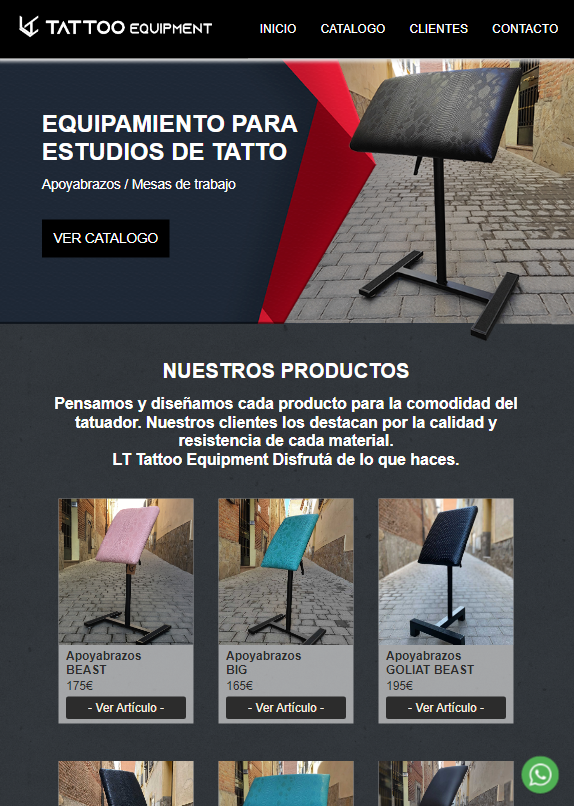 LT TATTOO EQUIPMENT
INICIO CATALOGO CLIENTES CONTACTO
EQUIPAMIENTO PARA
ESTUDIOS DE TATTO
Apoyabrazos / Mesas de trabajo
VER CATALOGO
NUESTROS PRODUCTOS
Pensamos y diseñamos cada producto para la comodidad del
tatuador. Nuestros clientes los destacan por la calidad y
resistencia de cada material.
LT Tattoo Equipment Disfrutá de lo que haces.
Apoyabrazos
BEAST
175€
- Ver Artículo -
Apoyabrazos
BIG
165€
- Ver Artículo -
Apoyabrazos
GOLIAT BEAST
195€
- Ver Artículo -